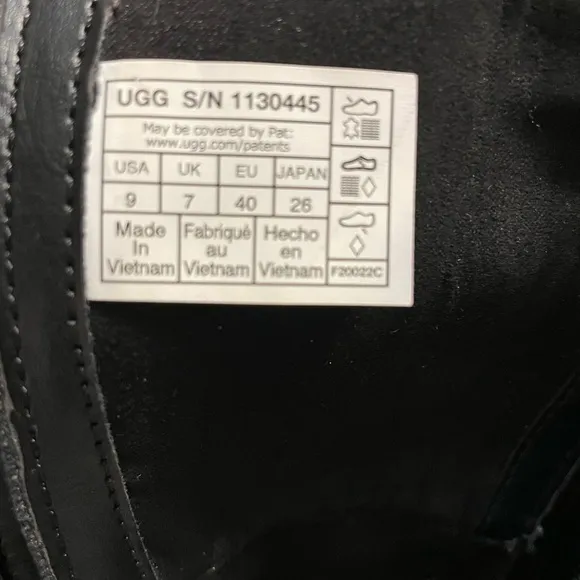 UGG S/N 1130445
May be covered by Pat:
www.ugg.com/patents
USA UK EU JAPAN
9 7 40 26
Made In Vietnam
Fabriqué au Vietnam
Hecho en Vietnam
F20022C